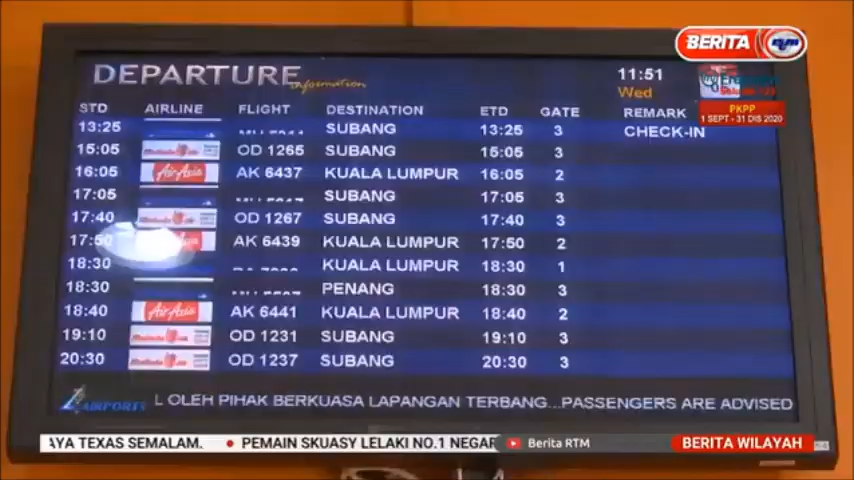 BERITA
DEPARTURE information
11:51
Wed
PKPP
1 SEPT - 31 DIS 2020
STD AIRLINE FLIGHT DESTINATION ETD GATE REMARK
13:25 SUBANG 13:25 3 CHECK-IN
15:05 OD 1265 SUBANG 15:05 3
16:05 AirAsia AK 6437 KUALA LUMPUR 16:05 2
17:05 SUBANG 17:05 3
17:40 OD 1267 SUBANG 17:40 3
17:50 AK 6439 KUALA LUMPUR 17:50 2
18:30 KUALA LUMPUR 18:30 1
18:30 PENANG 18:30 3
18:40 AirAsia AK 6441 KUALA LUMPUR 18:40 2
19:10 OD 1231 SUBANG 19:10 3
20:30 OD 1237 SUBANG 20:30 3
AIRPORTS L OLEH PIHAK BERKUASA LAPANGAN TERBANG...PASSENGERS ARE ADVISED
AYA TEXAS SEMALAM. • PEMAIN SKUASY LELAKI NO.1 NEGAR Berita RTM BERITA WILAYAH